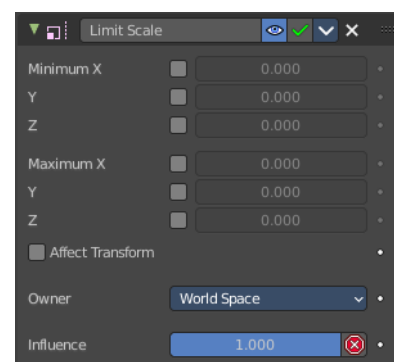 Limit Scale
Minimum X 0.000
Y 0.000
Z 0.000
Maximum X 0.000
Y 0.000
Z 0.000
Affect Transform
Owner World Space
Influence 1.000